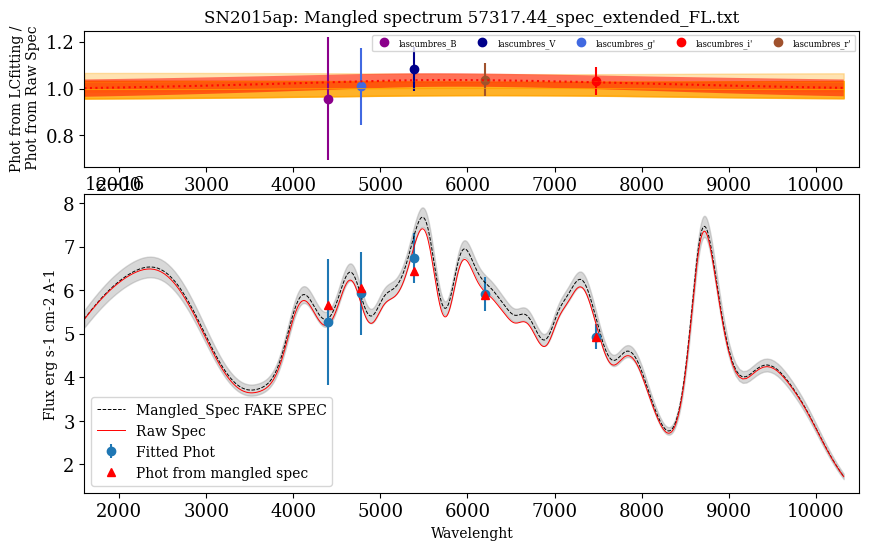 SN2015ap: Mangled spectrum 57317.44_spec_extended_FL.txt
Phot from LCfitting /
Phot from Raw Spec
1.2
1.0
0.8
lascumbres_B lascumbres_V lascumbres_g' lascumbres_i' lascumbres_r'
2000 3000 4000 5000 6000 7000 8000 9000 10000
1e−16
Flux erg s-1 cm-2 A-1
8
7
6
5
4
3
2
Mangled_Spec FAKE SPEC
Raw Spec
Fitted Phot
Phot from mangled spec
2000 3000 4000 5000 6000 7000 8000 9000 10000
Wavelenght